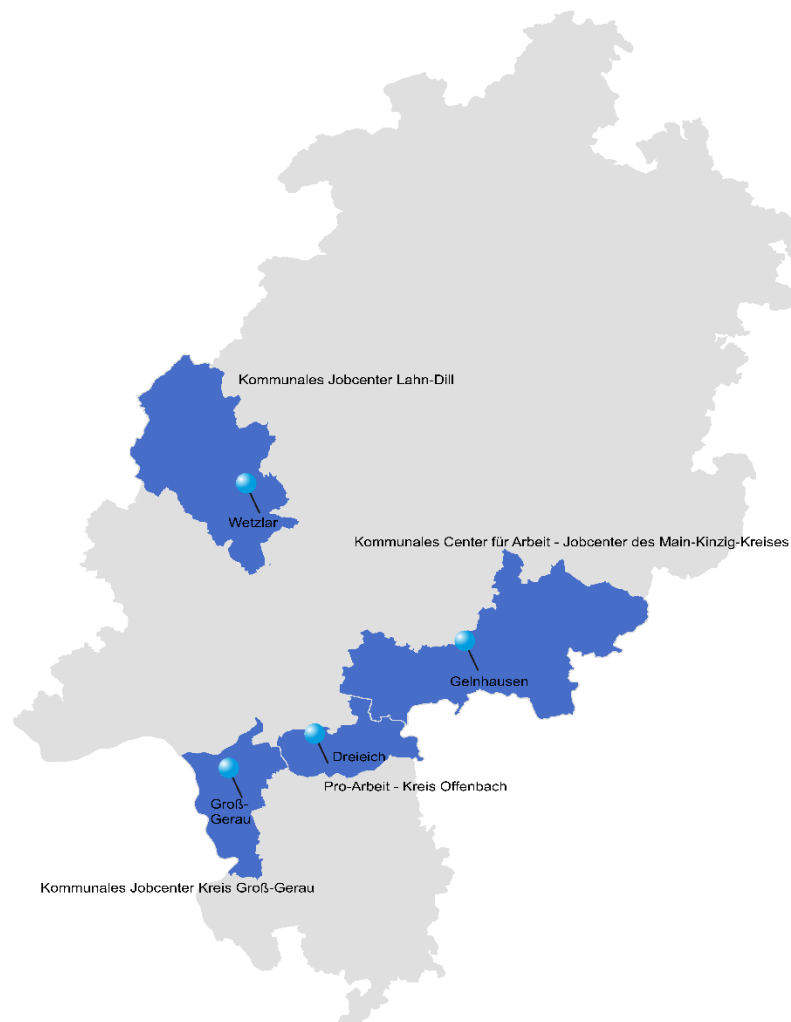 Kommunales Jobcenter Lahn-Dill
Wetzlar
Kommunales Center für Arbeit - Jobcenter des Main-Kinzig-Kreises
Gelnhausen
Dreieich
Pro-Arbeit - Kreis Offenbach
Groß-
Gerau
Kommunales Jobcenter Kreis Groß-Gerau